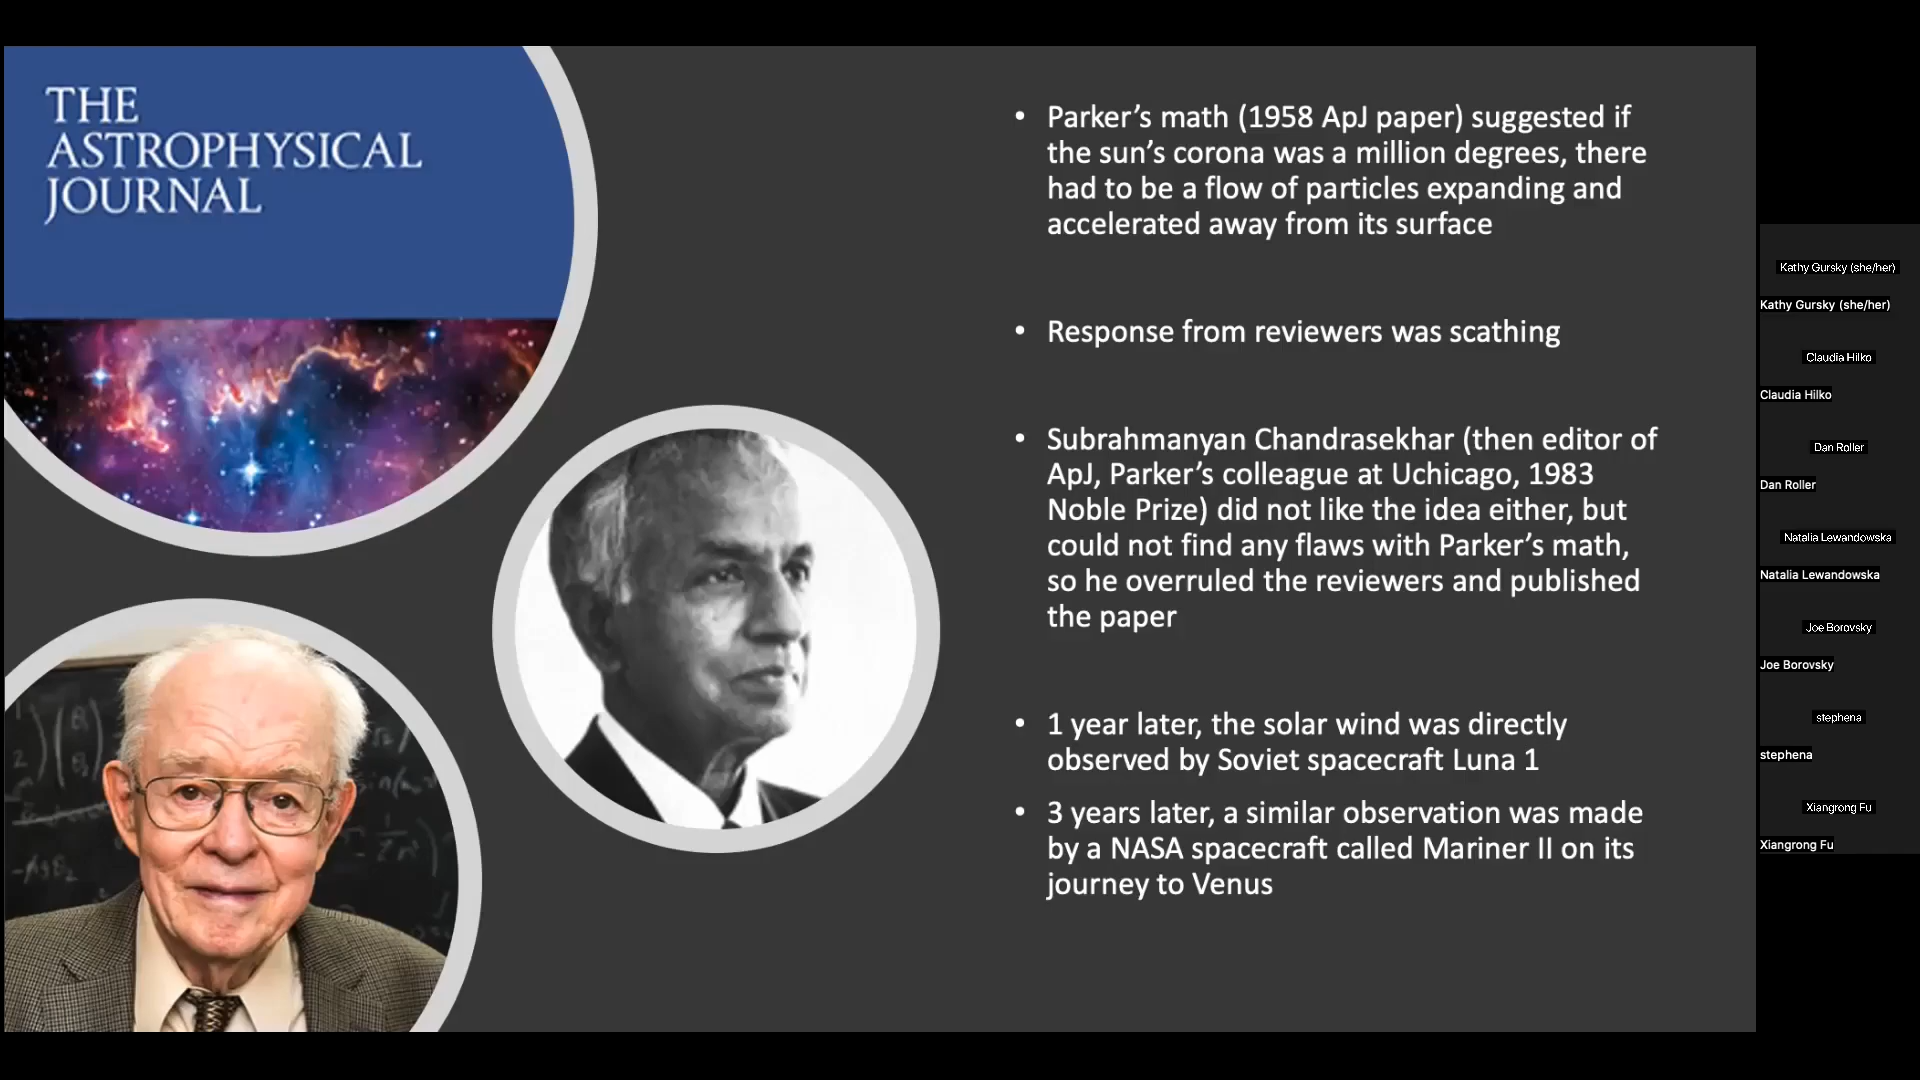 THE
ASTROPHYSICAL
JOURNAL
• Parker's math (1958 ApJ paper) suggested if
the sun's corona was a million degrees, there
had to be a flow of particles expanding and
accelerated away from its surface
• Response from reviewers was scathing
• Subrahmanyan Chandrasekhar (then editor of
ApJ, Parker's colleague at Uchicago, 1983
Noble Prize) did not like the idea either, but
could not find any flaws with Parker's math,
so he overruled the reviewers and published
the paper
• 1 year later, the solar wind was directly
observed by Soviet spacecraft Luna 1
• 3 years later, a similar observation was made
by a NASA spacecraft called Mariner II on its
journey to Venus
Kathy Gursky (she/her)
Kathy Gursky (she/her)
Claudia Hilko
Claudia Hilko
Dan Roller
Dan Roller
Natalia Lewandowska
Natalia Lewandowska
Joe Borovsky
Joe Borovsky
stephena
stephena
Xiangrong Fu
Xiangrong Fu